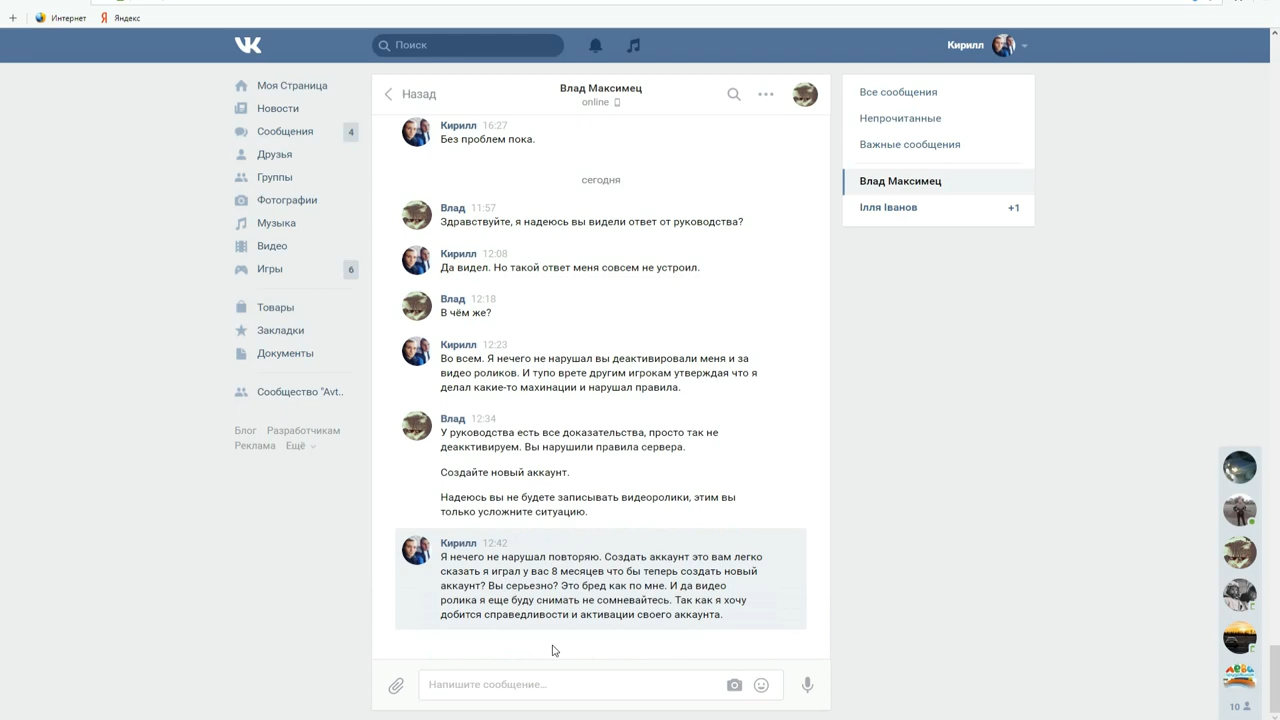 Интернет
Яндекс
Поиск
Кирилл
Моя Страница
Новости
Сообщения 4
Друзья
Группы
Фотографии
Музыка
Видео
Игры 6
Товары
Закладки
Документы
Сообщество "Avt..
Блог Разработчикам
Реклама Ещё
Назад
Влад Максимец
online
Кирилл 16:27
Без проблем пока.
сегодня
Влад 11:57
Здравствуйте, я надеюсь вы видели ответ от руководства?
Кирилл 12:08
Да видел. Но такой ответ меня совсем не устроил.
Влад 12:18
В чём же?
Кирилл 12:23
Во всем. Я нечего не нарушал вы деактивировали меня и за
видео роликов. И тупо врете другим игрокам утверждая что я
делал какие-то махинации и нарушал правила.
Влад 12:34
У руководства есть все доказательства, просто так не
деакктивируем. Вы нарушили правила сервера.
Создайте новый аккаунт.
Надеюсь вы не будете записывать видеоролики, этим вы
только усложните ситуацию.
Кирилл 12:42
Я нечего не нарушал повторяю. Создать аккаунт это вам легко
сказать я играл у вас 8 месяцев что бы теперь создать новый
аккаунт? Вы серьезно? Это бред как по мне. И да видео
ролика я еще буду снимать не сомневайтесь. Так как я хочу
добится справедливости и активации своего аккаунта.
Напишите сообщение...
Все сообщения
Непрочитанные
Важные сообщения
Влад Максимец
Ілля Іванов +1
10